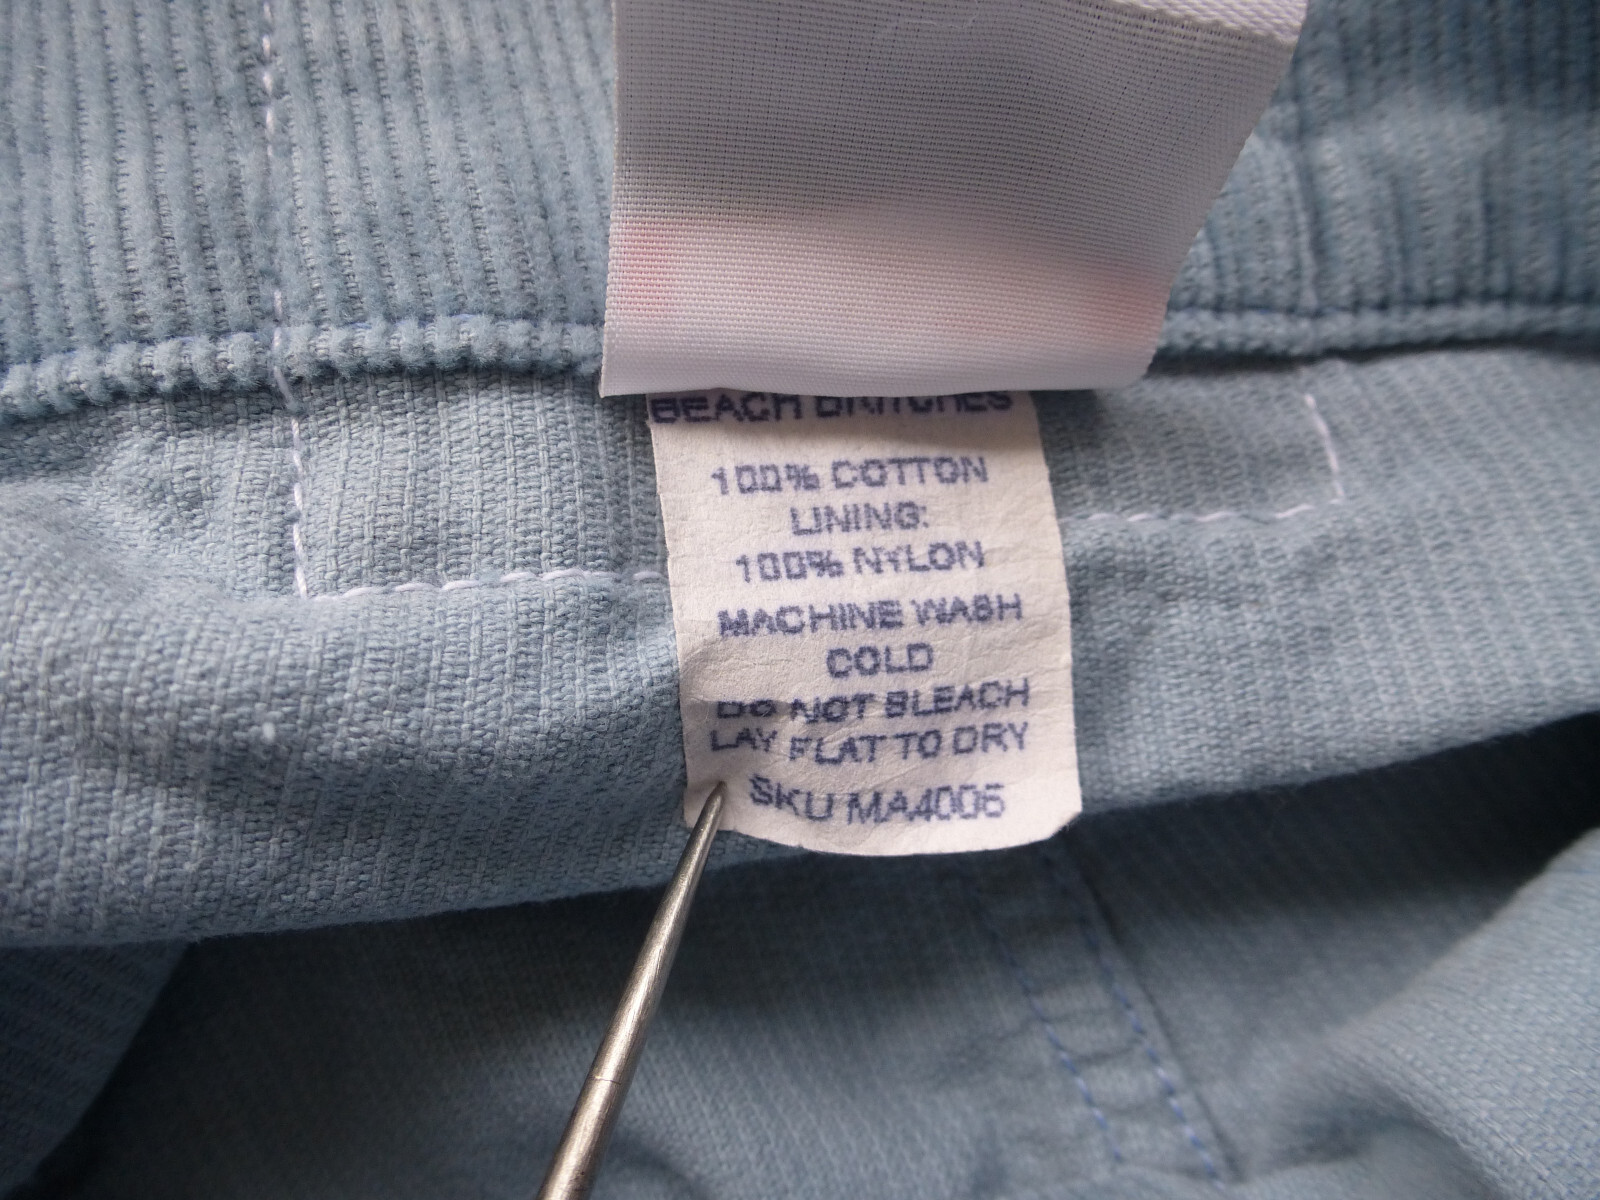 BEACH BRITCHES
100% COTTON
LINING:
100% NYLON
MACHINE WASH
COLD
DO NOT BLEACH
LAY FLAT TO DRY
SKU MA4006